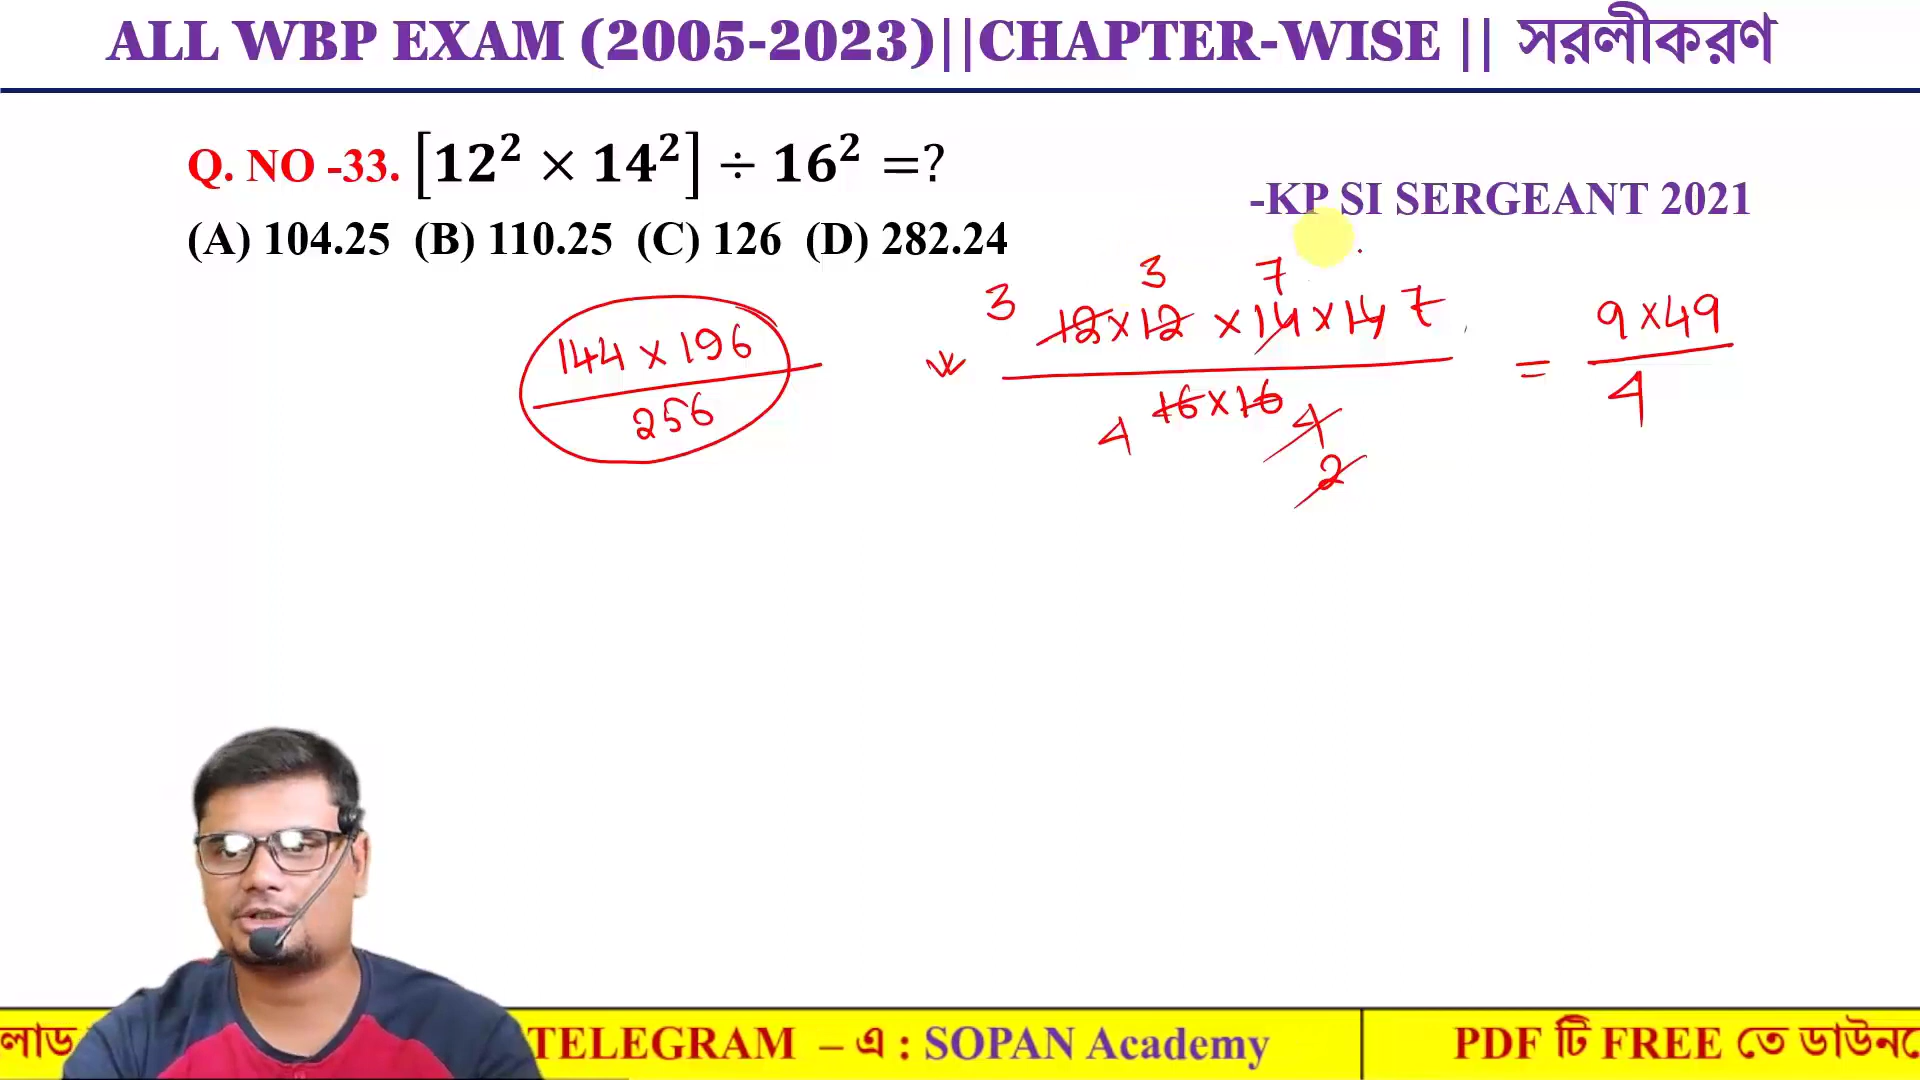 ALL WBP EXAM (2005-2023)||CHAPTER-WISE || সরলীকরণ
Q. NO -33. [12² × 14²] ÷ 16² =?
-KP SI SERGEANT 2021
(A) 104.25 (B) 110.25 (C) 126 (D) 282.24
3 7
3 12×12 ×14×14 7
144 × 196
256
16×16
4 4
2
= 9×49
4
লাড
TELEGRAM – এ : SOPAN Academy
PDF টি FREE তে ডাউনলো